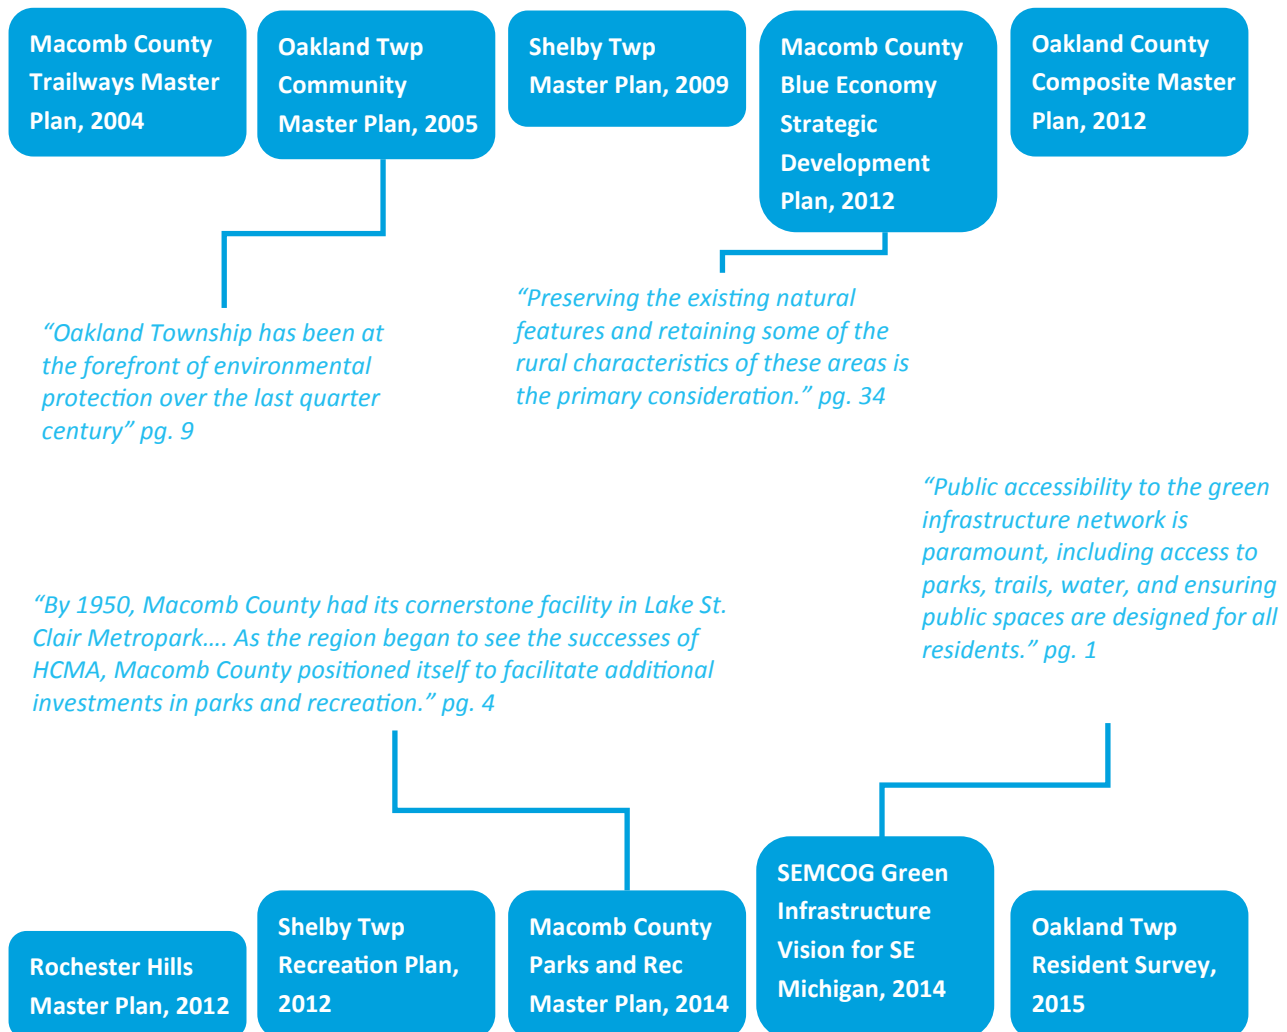 Macomb County
Trailways Master
Plan, 2004
Oakland Twp
Community
Master Plan, 2005
Shelby Twp
Master Plan, 2009
Macomb County
Blue Economy
Strategic
Development
Plan, 2012
Oakland County
Composite Master
Plan, 2012
“Oakland Township has been at
the forefront of environmental
protection over the last quarter
century” pg. 9
“Preserving the existing natural
features and retaining some of the
rural characteristics of these areas is
the primary consideration.” pg. 34
“Public accessibility to the green
infrastructure network is
paramount, including access to
parks, trails, water, and ensuring
public spaces are designed for all
residents.” pg. 1
“By 1950, Macomb County had its cornerstone facility in Lake St.
Clair Metropark…. As the region began to see the successes of
HCMA, Macomb County positioned itself to facilitate additional
investments in parks and recreation.” pg. 4
Rochester Hills
Master Plan, 2012
Shelby Twp
Recreation Plan,
2012
Macomb County
Parks and Rec
Master Plan, 2014
SEMCOG Green
Infrastructure
Vision for SE
Michigan, 2014
Oakland Twp
Resident Survey,
2015